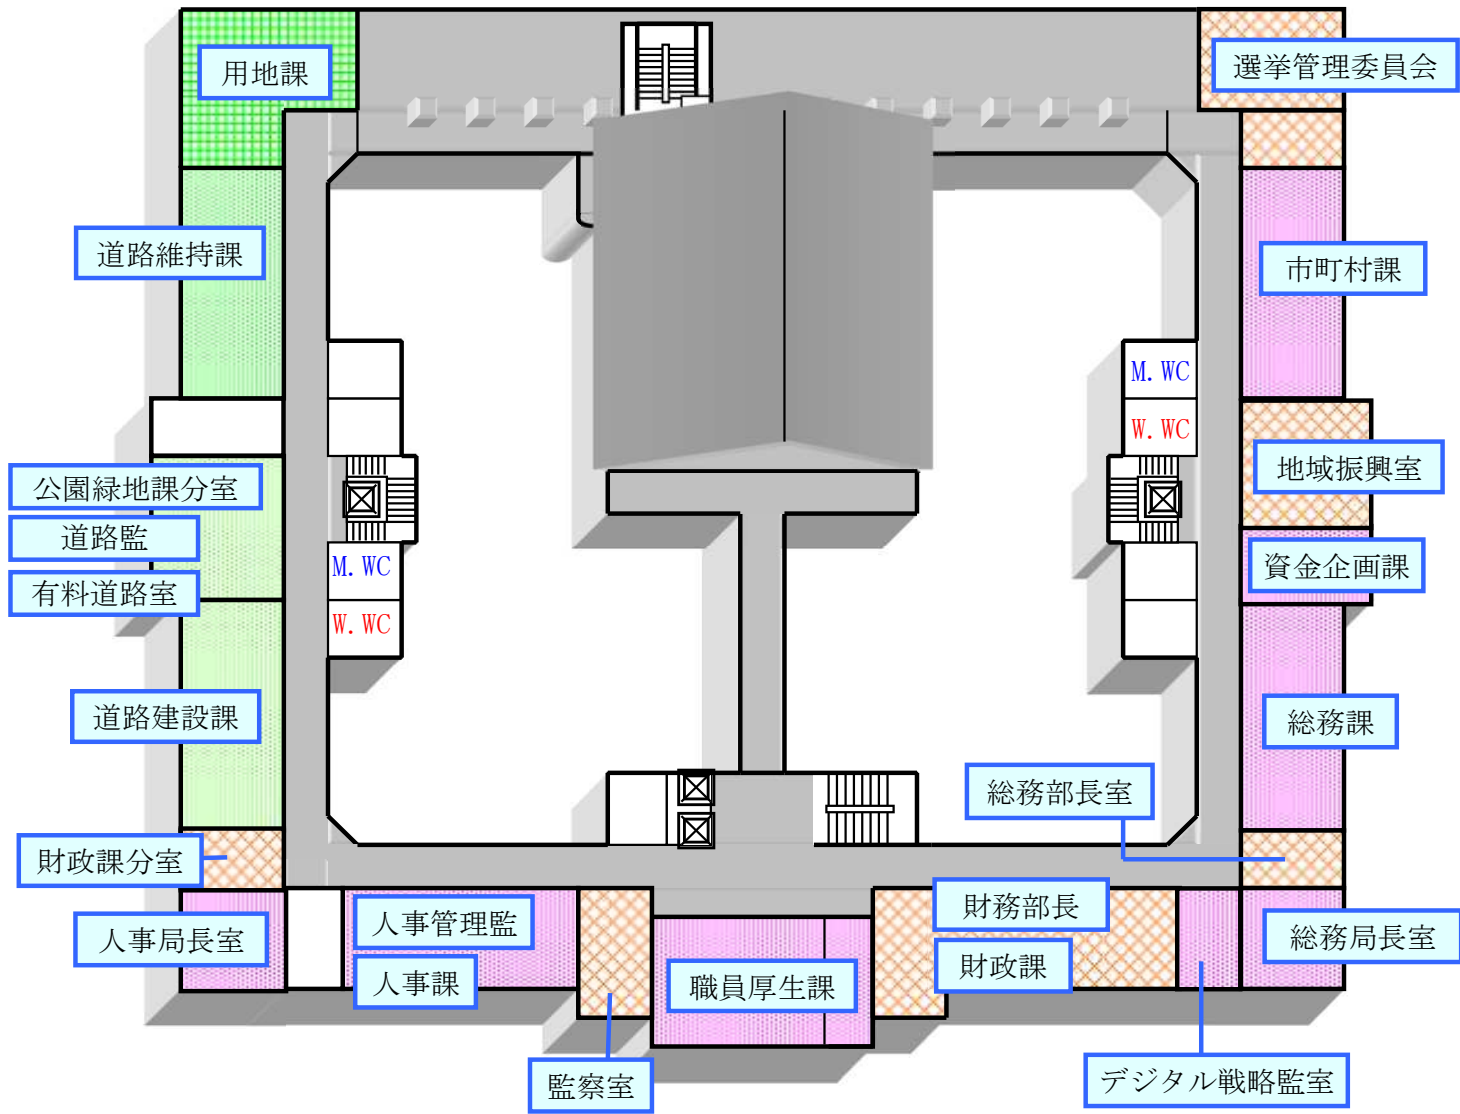 用地課
選挙管理委員会
道路維持課
市町村課
M. WC
W. WC
公園緑地課分室
地域振興室
道路監
資金企画課
M. WC
有料道路室
W. WC
道路建設課
総務課
総務部長室
財政課分室
人事管理監
財務部長
人事局長室
総務局長室
人事課
財政課
職員厚生課
監察室
デジタル戦略監室